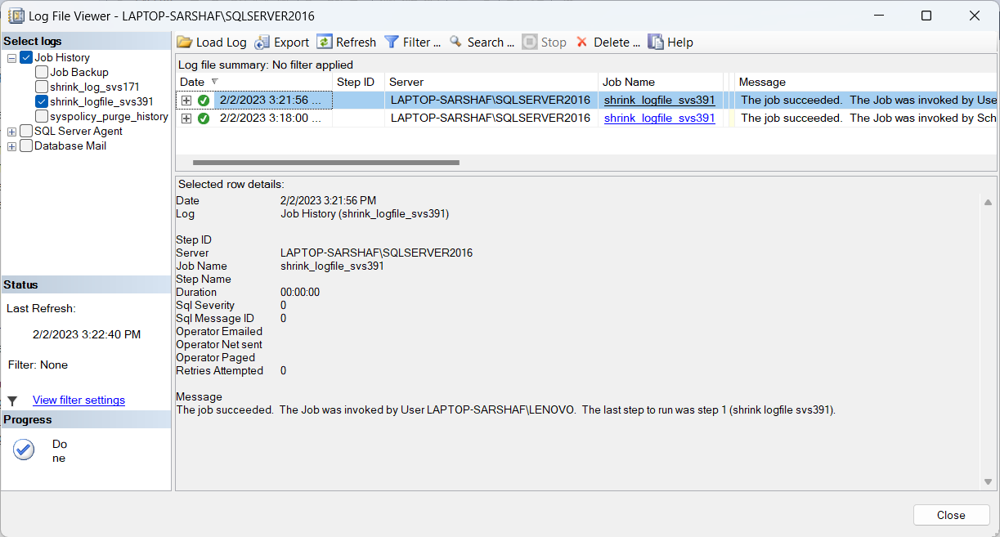 Log File Viewer - LAPTOP-SARSHAF\SQLSERVER2016
Select logs
Job History
Job Backup
shrink_log_svs171
shrink_logfile_svs391
syspolicy_purge_history
SQL Server Agent
Database Mail
Status
Last Refresh:
2/2/2023 3:22:40 PM
Filter: None
View filter settings
Progress
Do
ne
Load Log Export Refresh Filter ... Search ... Stop Delete ... Help
Log file summary: No filter applied
Date Step ID Server Job Name Message
2/2/2023 3:21:56 ... LAPTOP-SARSHAF\SQLSERVER2016 shrink_logfile_svs391 The job succeeded.  The Job was invoked by Use
2/2/2023 3:18:00 ... LAPTOP-SARSHAF\SQLSERVER2016 shrink_logfile_svs391 The job succeeded.  The Job was invoked by Sch
Selected row details:
Date 2/2/2023 3:21:56 PM
Log Job History (shrink_logfile_svs391)
Step ID
Server LAPTOP-SARSHAF\SQLSERVER2016
Job Name shrink_logfile_svs391
Step Name
Duration 00:00:00
Sql Severity 0
Sql Message ID 0
Operator Emailed
Operator Net sent
Operator Paged
Retries Attempted 0
Message
The job succeeded.  The Job was invoked by User LAPTOP-SARSHAF\LENOVO.  The last step to run was step 1 (shrink logfile svs391).
Close